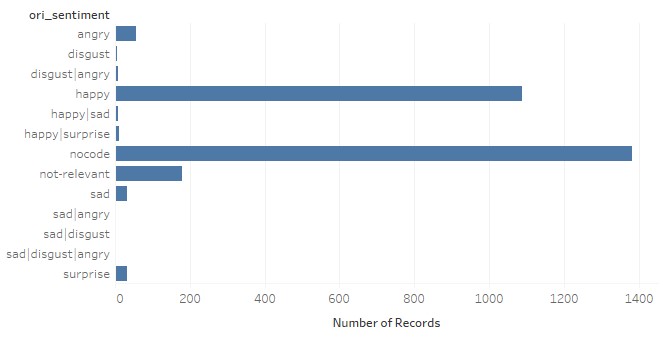 ori_sentiment
angry
disgust
disgust|angry
happy
happy|sad
happy|surprise
nocode
not-relevant
sad
sad|angry
sad|disgust
sad|disgust|angry
surprise
0 200 400 600 800 1000 1200 1400
Number of Records